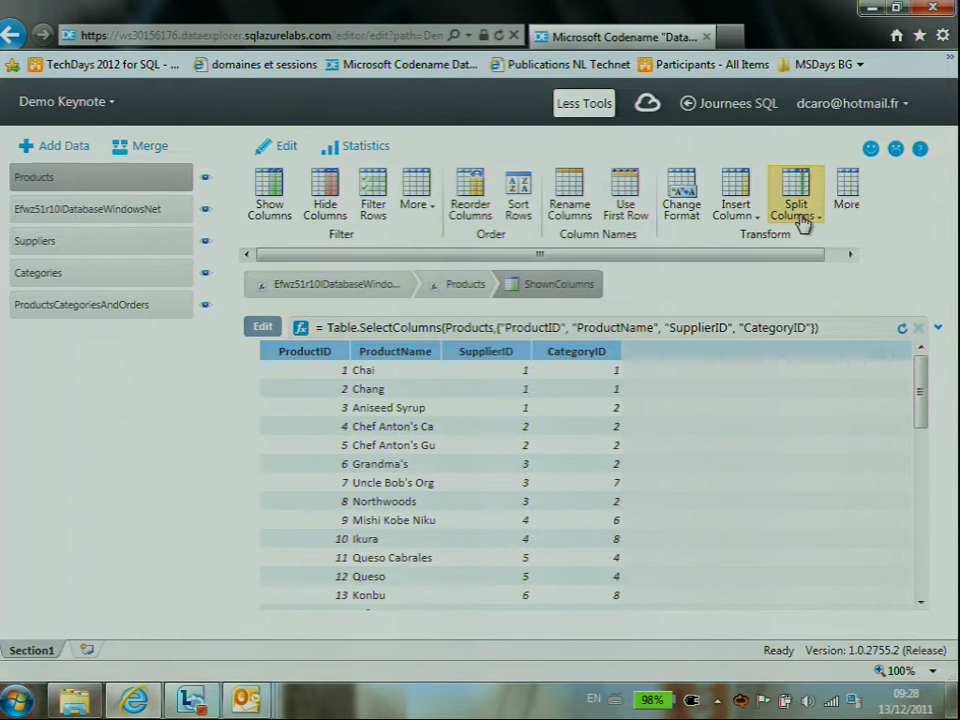 https://ws30156176.dataexplorer.sqlazurelabs.com/editor/edit?path=Den
Microsoft Codename "Data...
TechDays 2012 for SQL - ...
domaines et sessions
Microsoft Codename Dat...
Publications NL Technet
Participants - All Items
MSDays BG
Demo Keynote
Less Tools
Journees SQL
dcaro@hotmail.fr
Add Data
Merge
Edit
Statistics
Products
Efwz51r10lDatabaseWindowsNet
Suppliers
Categories
ProductsCategoriesAndOrders
Show Columns
Hide Columns
Filter Rows
More
Reorder Columns
Sort Rows
Rename Columns
Use First Row
Change Format
Insert Column
Split Columns
More
Filter
Order
Column Names
Transform
Efwz51r10lDatabaseWindo...
Products
ShownColumns
Edit
fx = Table.SelectColumns(Products,{"ProductID", "ProductName", "SupplierID", "CategoryID"})
ProductID ProductName SupplierID CategoryID
1 Chai 1 1
2 Chang 1 1
3 Aniseed Syrup 1 2
4 Chef Anton's Ca 2 2
5 Chef Anton's Gu 2 2
6 Grandma's 3 2
7 Uncle Bob's Org 3 7
8 Northwoods 3 2
9 Mishi Kobe Niku 4 6
10 Ikura 4 8
11 Queso Cabrales 5 4
12 Queso 5 4
13 Konbu 6 8
Section1
Ready Version: 1.0.2755.2 (Release)
100%
EN
98%
09:28
13/12/2011